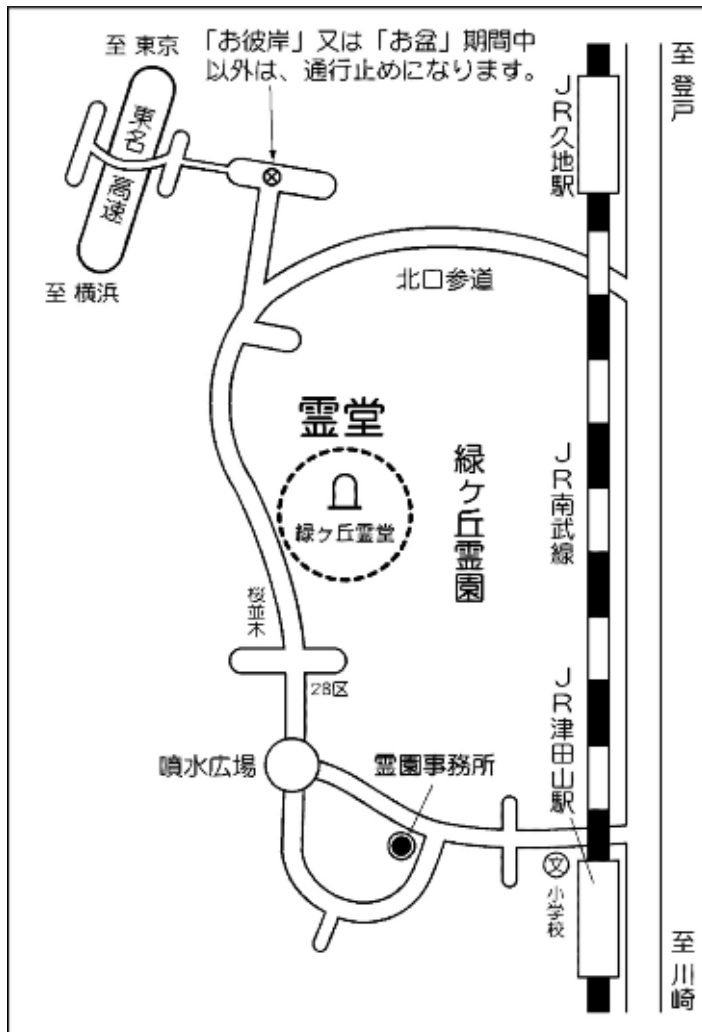 至 東京
「お彼岸」又は「お盆」期間中
以外は、通行止めになります。
東名高速
至 横浜
至 登戸
JR久地駅
北口参道
霊堂
緑ヶ丘霊堂
緑ヶ丘霊園
JR南武線
桜並木
28区
噴水広場
霊園事務所
JR津田山駅
文
小学校
至 川崎